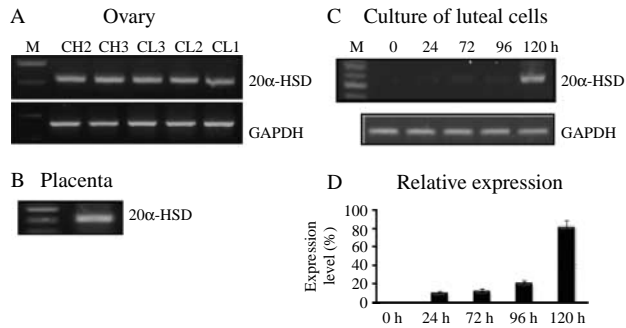 A Ovary
M CH2 CH3 CL3 CL2 CL1
20α-HSD
GAPDH
B Placenta
20α-HSD
C Culture of luteal cells
M 0 24 72 96 120 h
20α-HSD
GAPDH
D Relative expression
Expression level (%)
100
80
60
40
20
0
0 h 24 h 72 h 96 h 120 h